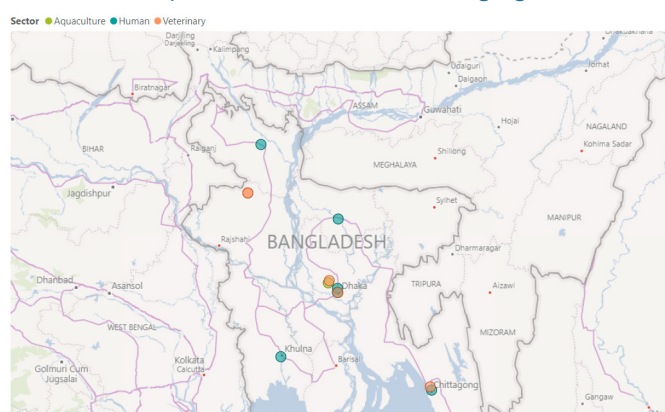 Sector Aquaculture Human Veterinary
Darjiling
Darjeeling
Kalimpang
Udalguri
Dalgaon
Jorhat
Biratnagar
ASSAM
Guwahati
Hojai
NAGALAND
Kohima Sadar
BIHAR
Raiganj
Shillong
MEGHALAYA
Jagdishpur
Sylhet
MANIPUR
Rajshahi
BANGLADESH
Dharmanagar
Dhanbad
Asansol
Dhaka
TRIPURA
Aizawl
WEST BENGAL
MIZORAM
Khulna
Barisal
Golmuri Cum
Jugsalai
Kolkata
Calcutta
Chittagong
Gangaw